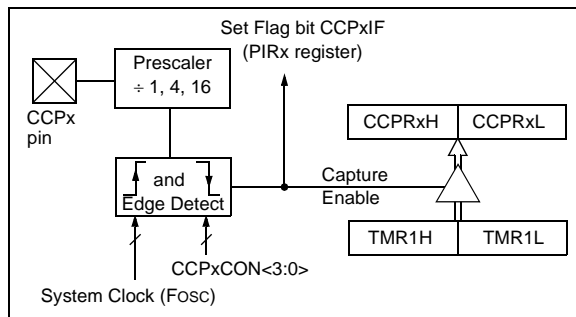 Set Flag bit CCPxIF
(PIRx register)
Prescaler
÷ 1, 4, 16
CCPx
pin
CCPRxH
CCPRxL
and
Edge Detect
Capture
Enable
TMR1H
TMR1L
CCPxCON<3:0>
System Clock (FOSC)